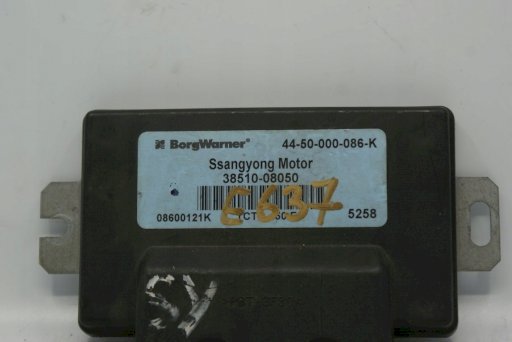 BorgWarner® 44-50-000-086-K
Ssangyong Motor
38510-08050
08600121K 5258
E637
SY